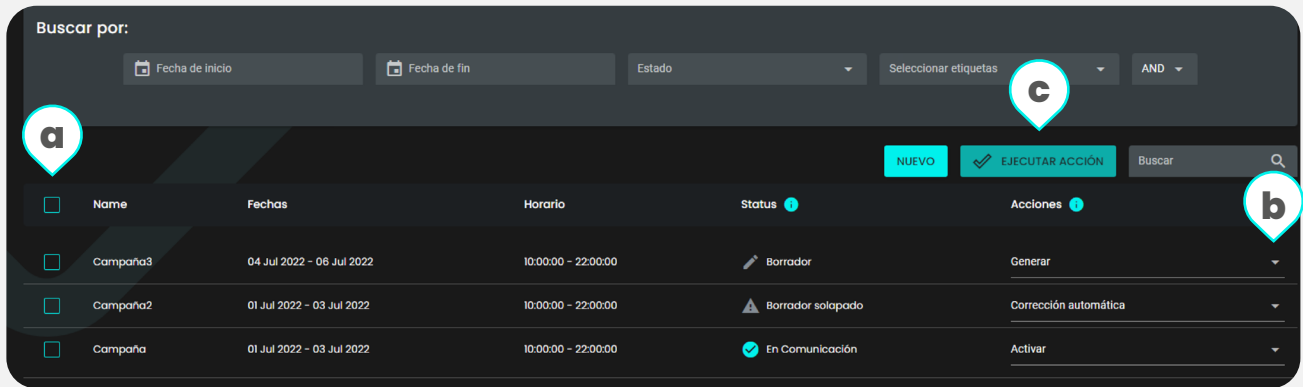 Buscar por:
Fecha de inicio Fecha de fin Estado Seleccionar etiquetas AND
c
a
NUEVO EJECUTAR ACCIÓN Buscar
b
Name Fechas Horario Status Acciones
Campaña3 04 Jul 2022 - 06 Jul 2022 10:00:00 - 22:00:00 Borrador Generar
Campaña2 01 Jul 2022 - 03 Jul 2022 10:00:00 - 22:00:00 Borrador solapado Corrección automática
Campaña 01 Jul 2022 - 03 Jul 2022 10:00:00 - 22:00:00 En Comunicación Activar